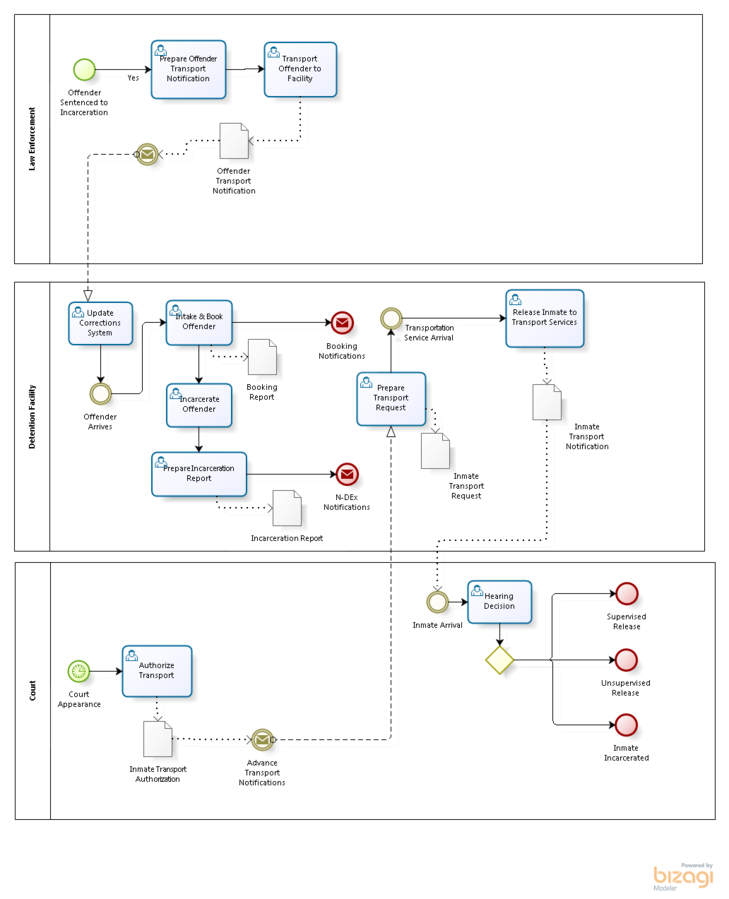 Law Enforcement
Offender
Sentenced to
Incarceration
Yes
Prepare Offender
Transport
Notification
Transport
Offender to
Facility
Offender
Transport
Notification
Detention Facility
Update
Corrections
System
Offender
Arrives
Intake & Book
Offender
Booking
Notifications
Booking
Report
Incarcerate
Offender
PrepareIncarceration
Report
N-DEx
Notifications
Incarceration Report
Prepare
Transport
Request
Transportation
Service Arrival
Inmate
Transport
Request
Release Inmate to
Transport Services
Inmate
Transport
Notification
Court
Court
Appearance
Authorize
Transport
Inmate Transport
Authorization
Advance
Transport
Notifications
Inmate Arrival
Hearing
Decision
Supervised
Release
Unsupervised
Release
Inmate
Incarcerated
Powered by
bizagi
Modeler